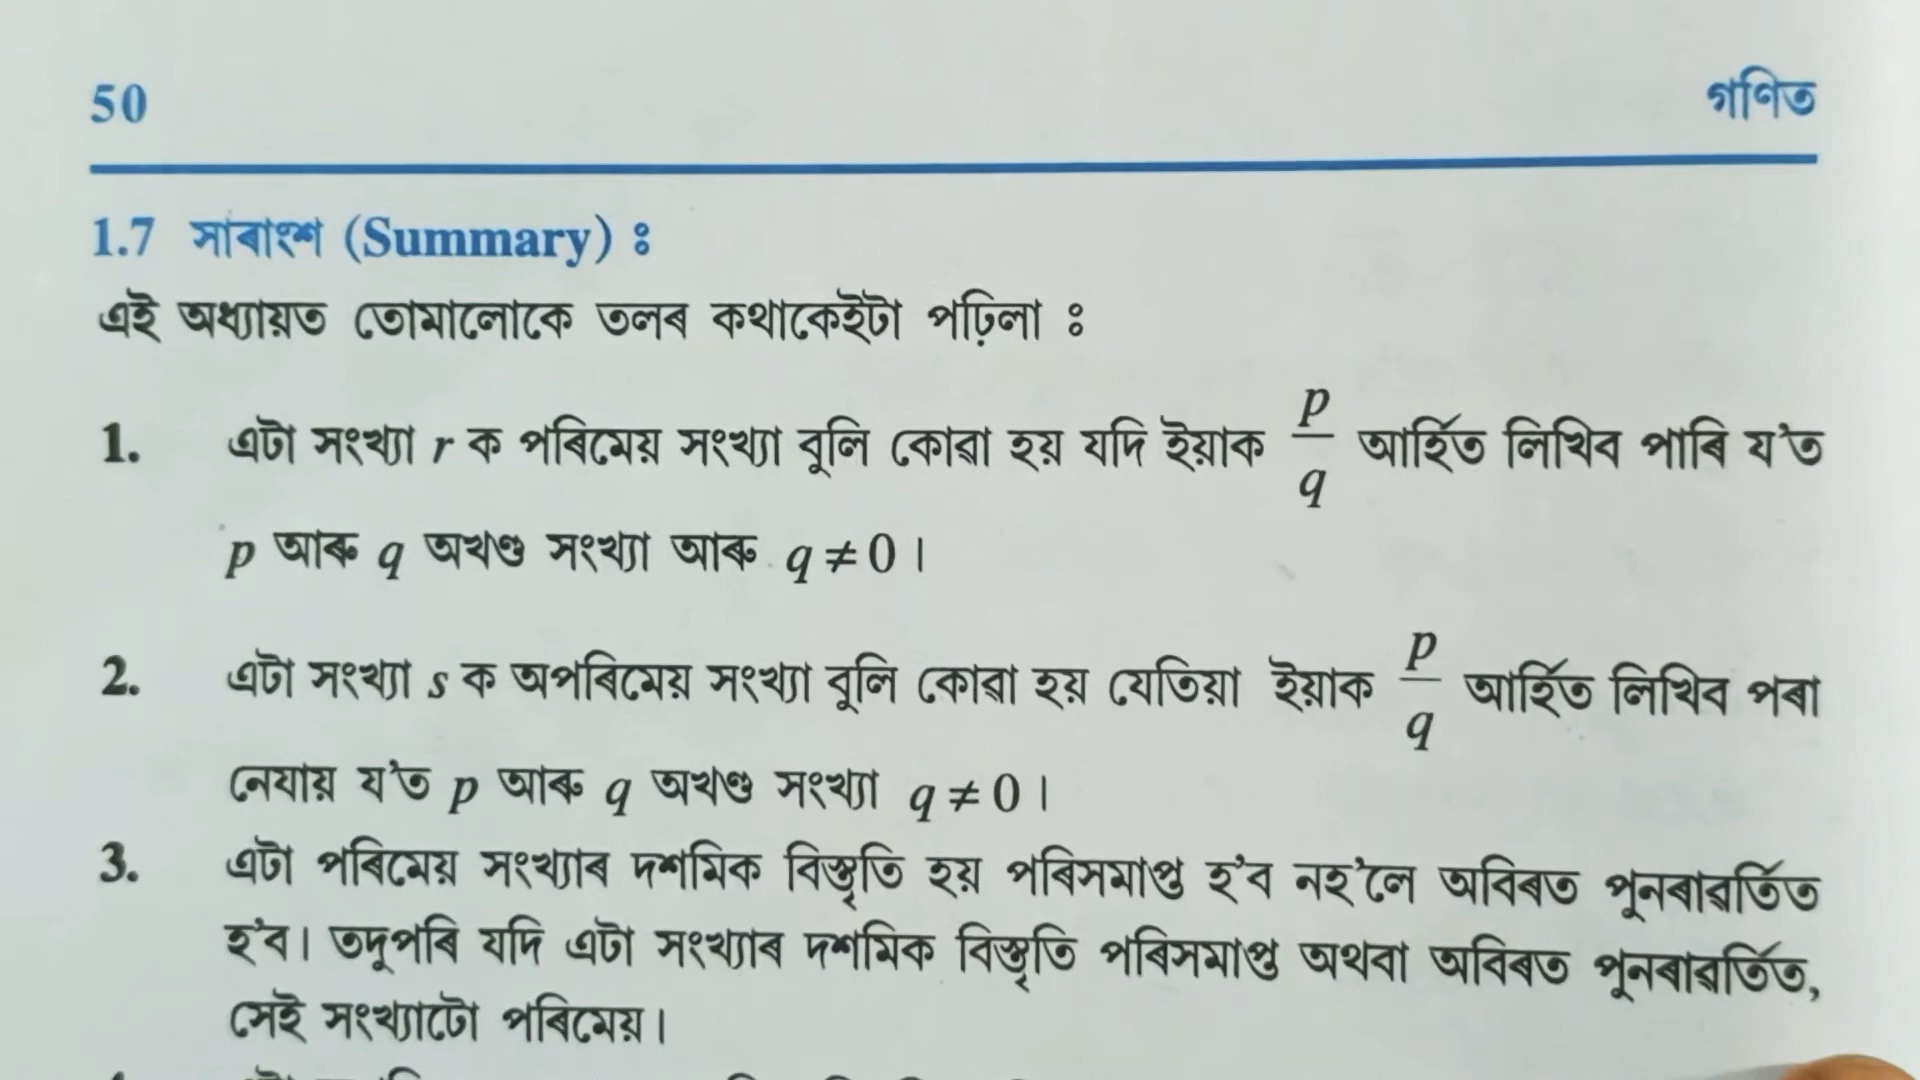 50 গণিত
1.7 সাৰাংশ (Summary) ঃ
এই অধ্যায়ত তোমালোকে তলৰ কথাকেইটা পঢ়িলা ঃ
1. এটা সংখ্যা r ক পৰিমেয় সংখ্যা বুলি কোৱা হয় যদি ইয়াক p/q আৰ্হিত লিখিব পাৰি য'ত
p আৰু q অখণ্ড সংখ্যা আৰু q ≠ 0 ।
2. এটা সংখ্যা s ক অপৰিমেয় সংখ্যা বুলি কোৱা হয় যেতিয়া ইয়াক p/q আৰ্হিত লিখিব পৰা
নেযায় য'ত p আৰু q অখণ্ড সংখ্যা q ≠ 0 ।
3. এটা পৰিমেয় সংখ্যাৰ দশমিক বিস্তৃতি হয় পৰিসমাপ্ত হ'ব নহ'লে অবিৰত পুনৰাৱৰ্তিত
হ'ব। তদুপৰি যদি এটা সংখ্যাৰ দশমিক বিস্তৃতি পৰিসমাপ্ত অথবা অবিৰত পুনৰাৱৰ্তিত,
সেই সংখ্যাটো পৰিমেয়।